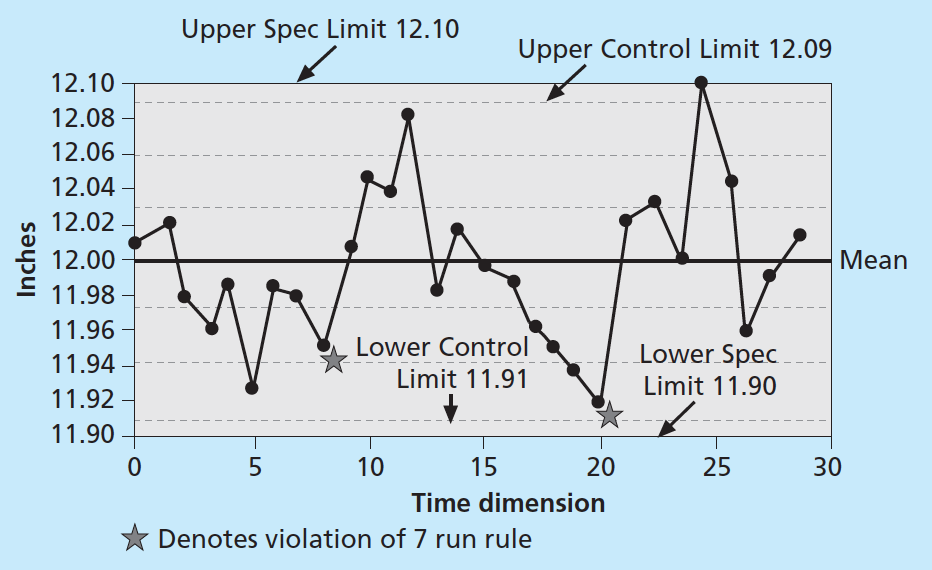 Upper Spec Limit 12.10
Upper Control Limit 12.09
12.10
12.08
12.06
12.04
12.02
12.00
11.98
11.96
11.94
11.92
11.90
Inches
Mean
Lower Control
Limit 11.91
Lower Spec
Limit 11.90
0 5 10 15 20 25 30
Time dimension
Denotes violation of 7 run rule